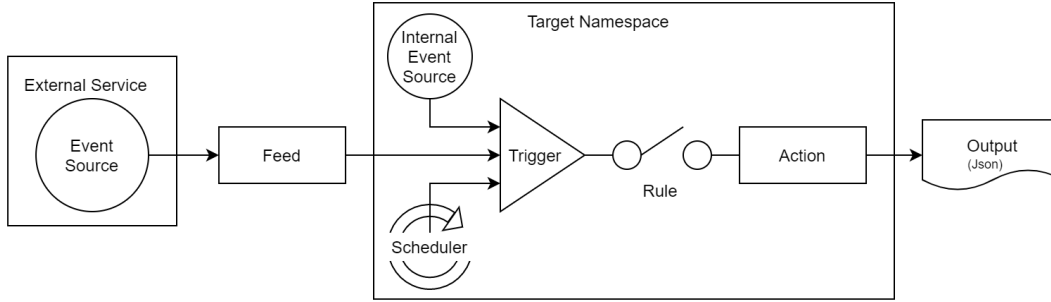 Target Namespace
External Service
Event
Source
Feed
Internal
Event
Source
Scheduler
Trigger
Rule
Action
Output
(Json)